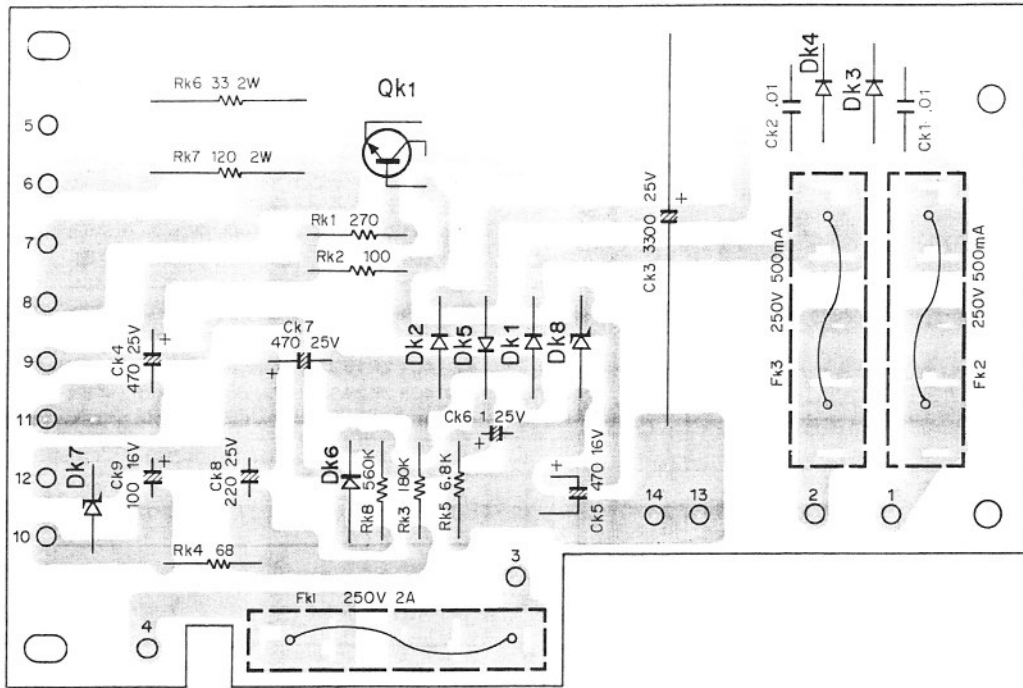 Rk6 33 2W
Qk1
Dk4
Dk3
Ck2 .01
Ck1 .01
5
Rk7 120 2W
6
Rk1 270
Rk2 100
7
8
Ck3 3300 25V
+
Fk3 250V 500mA
Fk2 250V 500mA
Ck4
470 25V
+
Ck7
470 25V
+
Dk2
Dk5
Dk1
Dk8
9
11
Ck6 1 25V
+
Dk7
12
Ck9
100 16V
+
Ck8
220 25V
Dk6
Rk8 560K
Rk3 180K
Rk5 6.8K
+
Ck5 470 16V
14
13
2
1
10
Rk4 68
3
Fk1 250V 2A
4